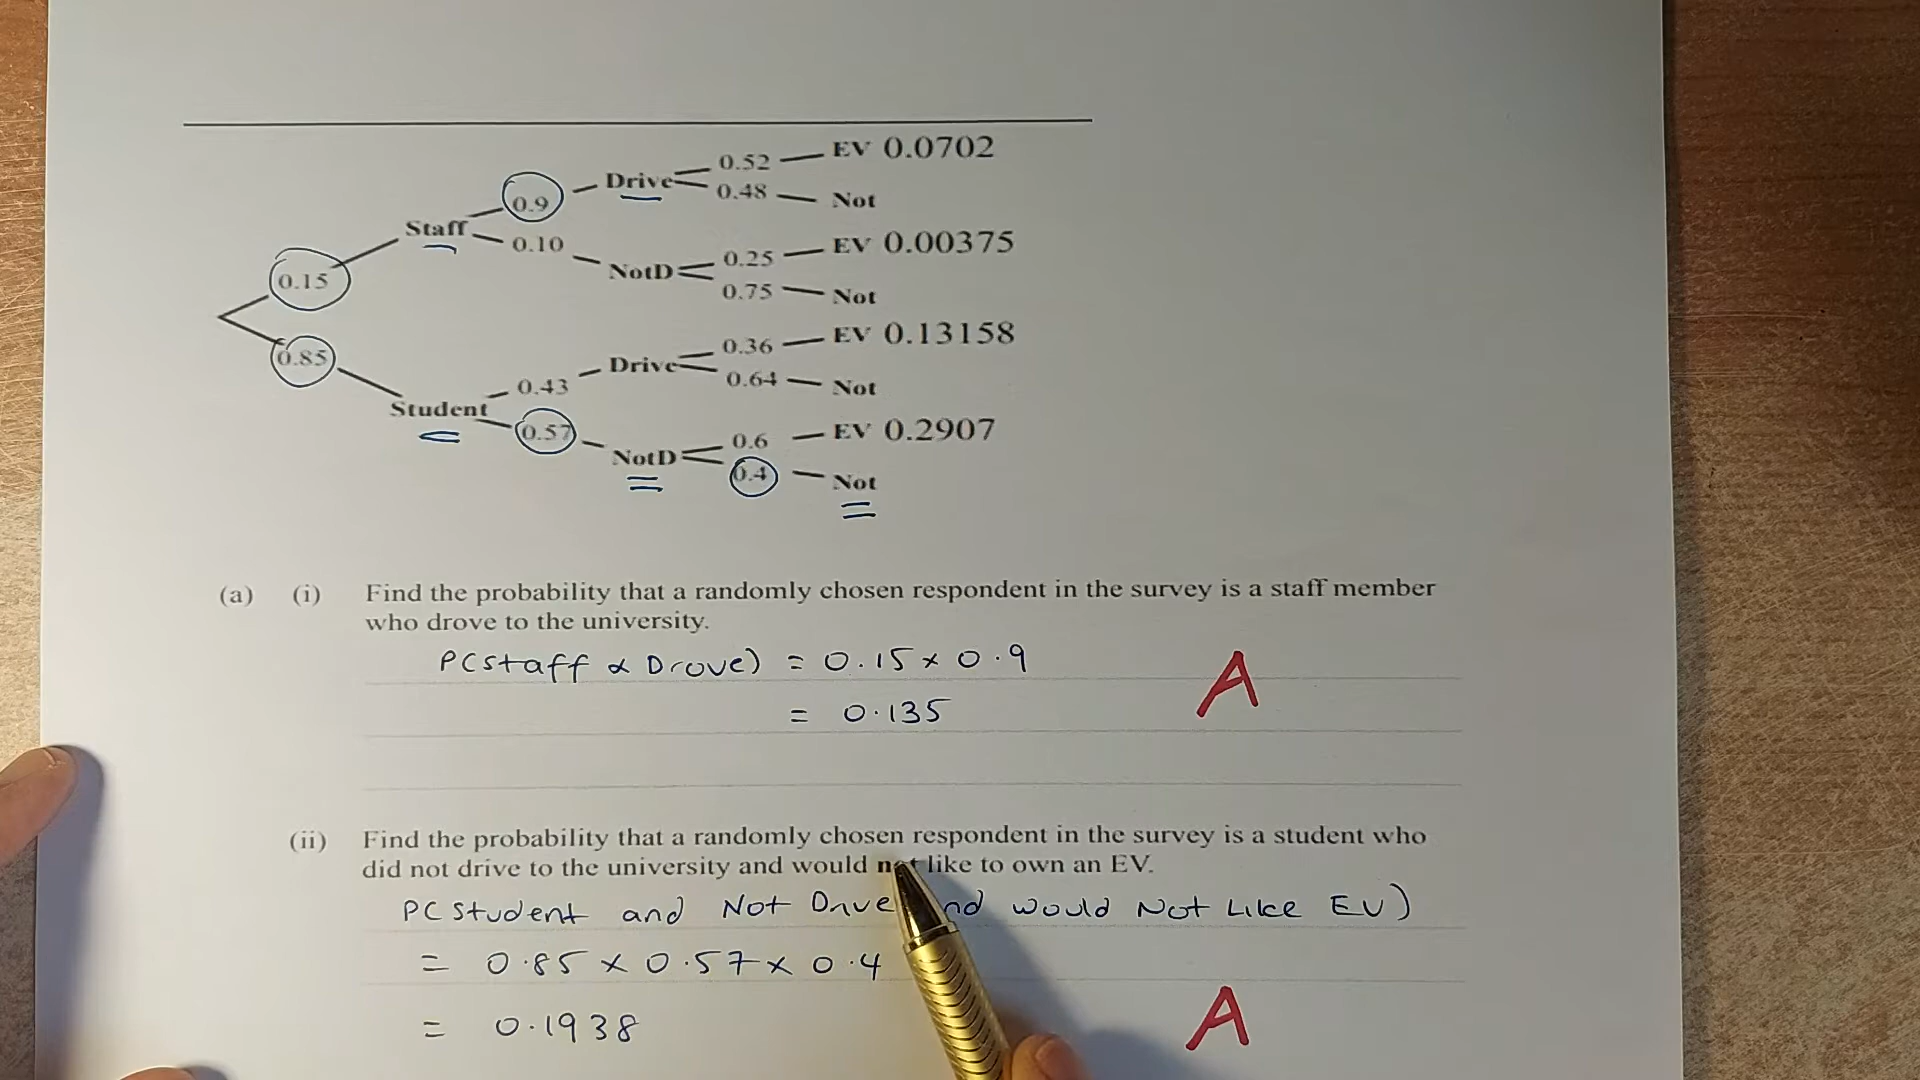 0.52 EV 0.0702
0.9 Drive 0.48 Not
Staff 0.10 NotD 0.25 EV 0.00375
0.15 0.75 Not
0.85 0.36 EV 0.13158
Student 0.43 Drive 0.64 Not
0.57 NotD 0.6 EV 0.2907
0.4 Not
(a) (i) Find the probability that a randomly chosen respondent in the survey is a staff member
who drove to the university.
P(Staff & Drove) = 0.15 × 0.9
= 0.135
A
(ii) Find the probability that a randomly chosen respondent in the survey is a student who
did not drive to the university and would not like to own an EV.
P(Student and Not Drive and would Not Like EV)
= 0.85 × 0.57 × 0.4
= 0.1938
A